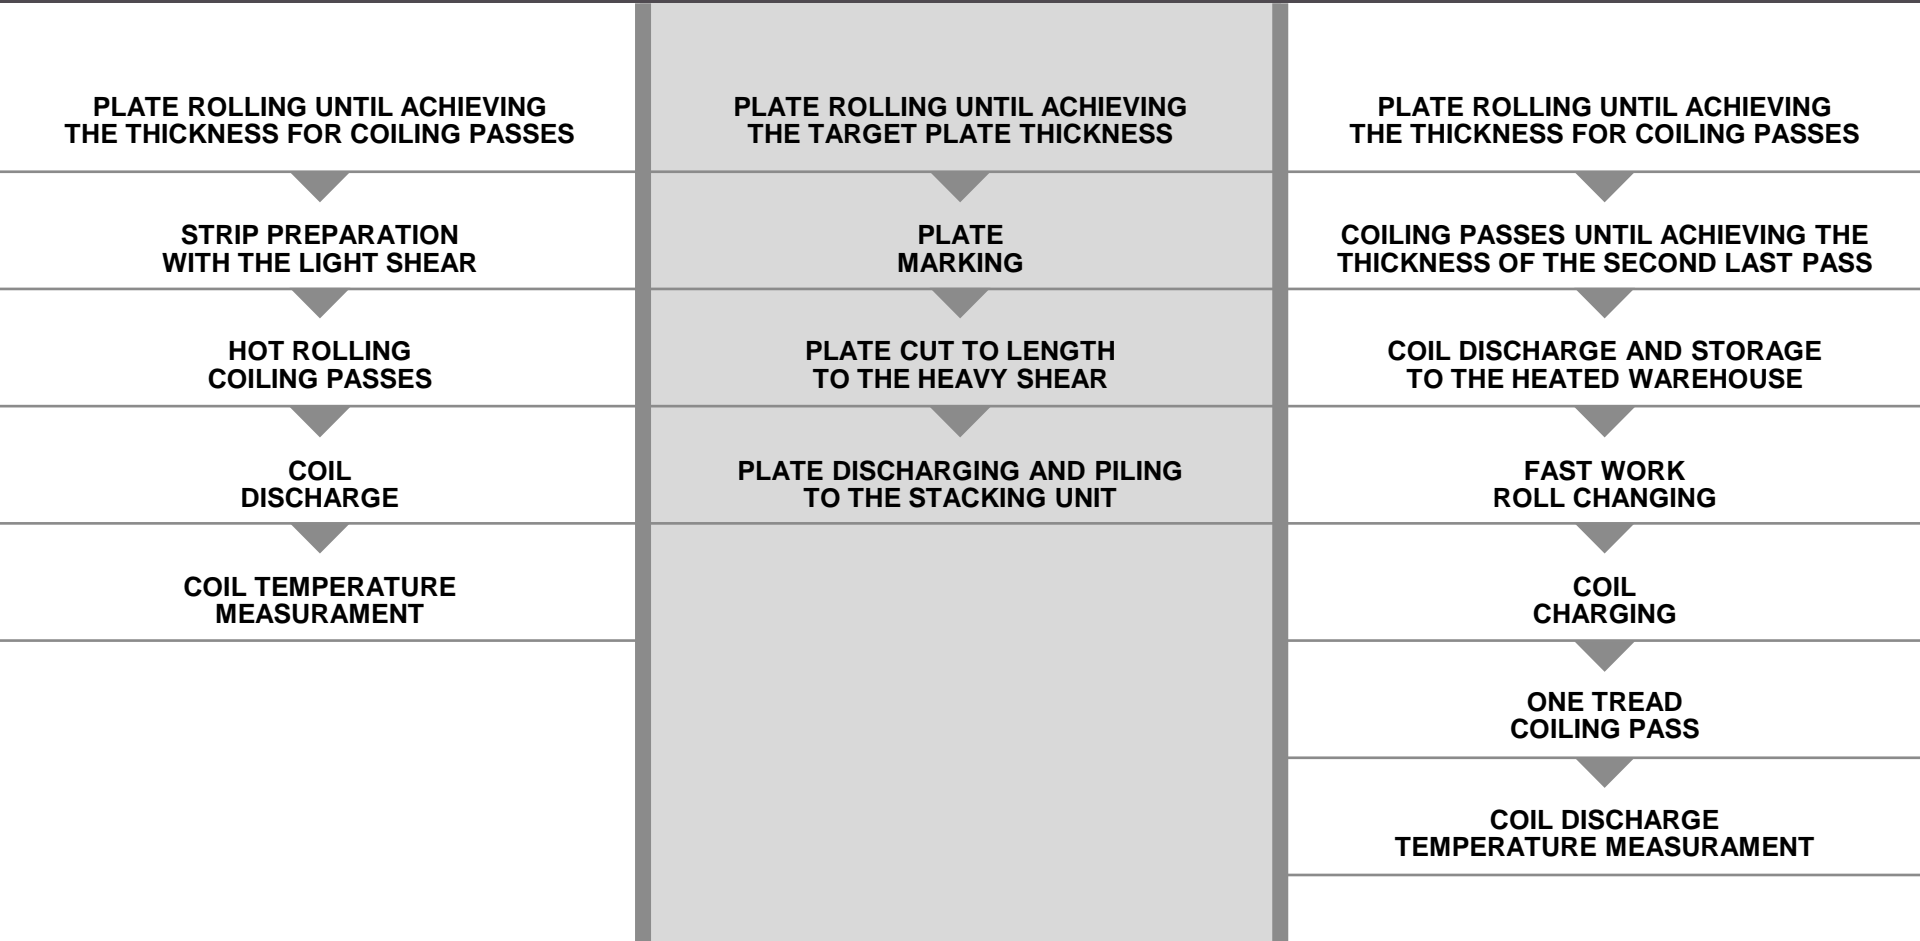 PLATE ROLLING UNTIL ACHIEVING
THE THICKNESS FOR COILING PASSES
STRIP PREPARATION
WITH THE LIGHT SHEAR
HOT ROLLING
COILING PASSES
COIL
DISCHARGE
COIL TEMPERATURE
MEASURAMENT
PLATE ROLLING UNTIL ACHIEVING
THE TARGET PLATE THICKNESS
PLATE
MARKING
PLATE CUT TO LENGTH
TO THE HEAVY SHEAR
PLATE DISCHARGING AND PILING
TO THE STACKING UNIT
PLATE ROLLING UNTIL ACHIEVING
THE THICKNESS FOR COILING PASSES
COILING PASSES UNTIL ACHIEVING THE
THICKNESS OF THE SECOND LAST PASS
COIL DISCHARGE AND STORAGE
TO THE HEATED WAREHOUSE
FAST WORK
ROLL CHANGING
COIL
CHARGING
ONE TREAD
COILING PASS
COIL DISCHARGE
TEMPERATURE MEASURAMENT